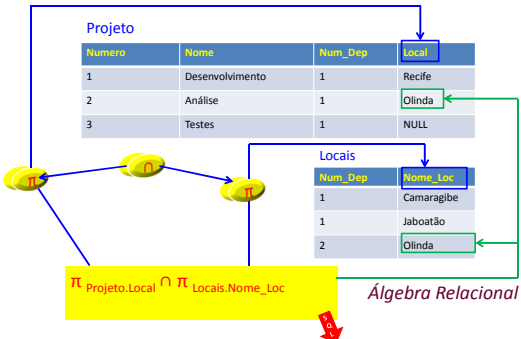 Projeto
Numero Nome Num_Dep Local
1 Desenvolvimento 1 Recife
2 Análise 1 Olinda
3 Testes 1 NULL
π ∩ π
Locais
Num_Dep Nome_Loc
1 Camaragibe
1 Jaboatão
2 Olinda
π Projeto.Local ∩ π Locais.Nome_Loc
Álgebra Relacional
SQL